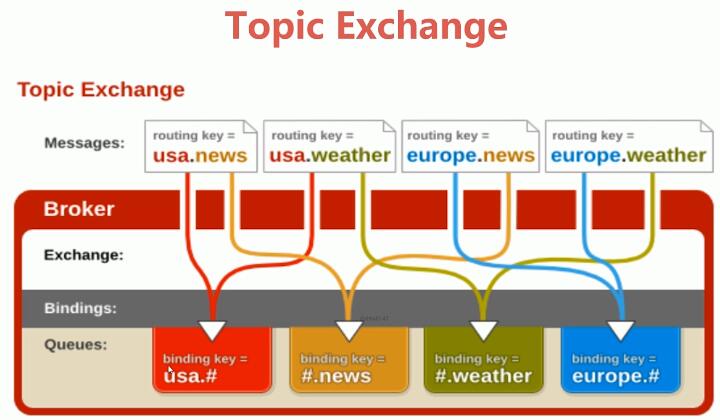 Topic Exchange
Topic Exchange
Messages:
routing key =
usa.news
routing key =
usa.weather
routing key =
europe.news
routing key =
europe.weather
Broker
Exchange:
Bindings:
Queues:
binding key =
usa.#
binding key =
#.news
binding key =
#.weather
binding key =
europe.#